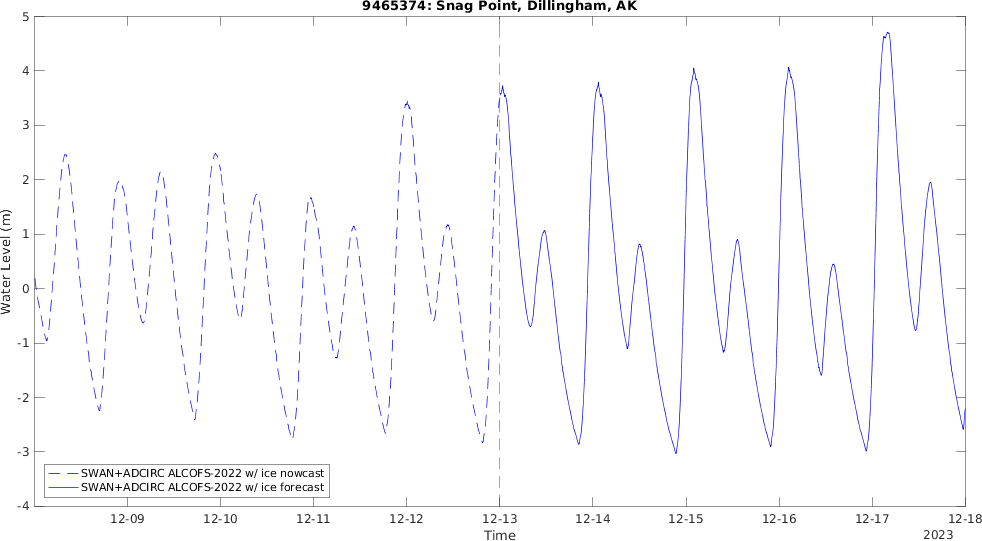 9465374: Snag Point, Dillingham, AK
5
4
3
2
1
0
-1
-2
-3
-4
Water Level (m)
SWAN+ADCIRC ALCOFS-2022 w/ ice nowcast
SWAN+ADCIRC ALCOFS-2022 w/ ice forecast
12-09 12-10 12-11 12-12 12-13 12-14 12-15 12-16 12-17 12-18
Time
2023